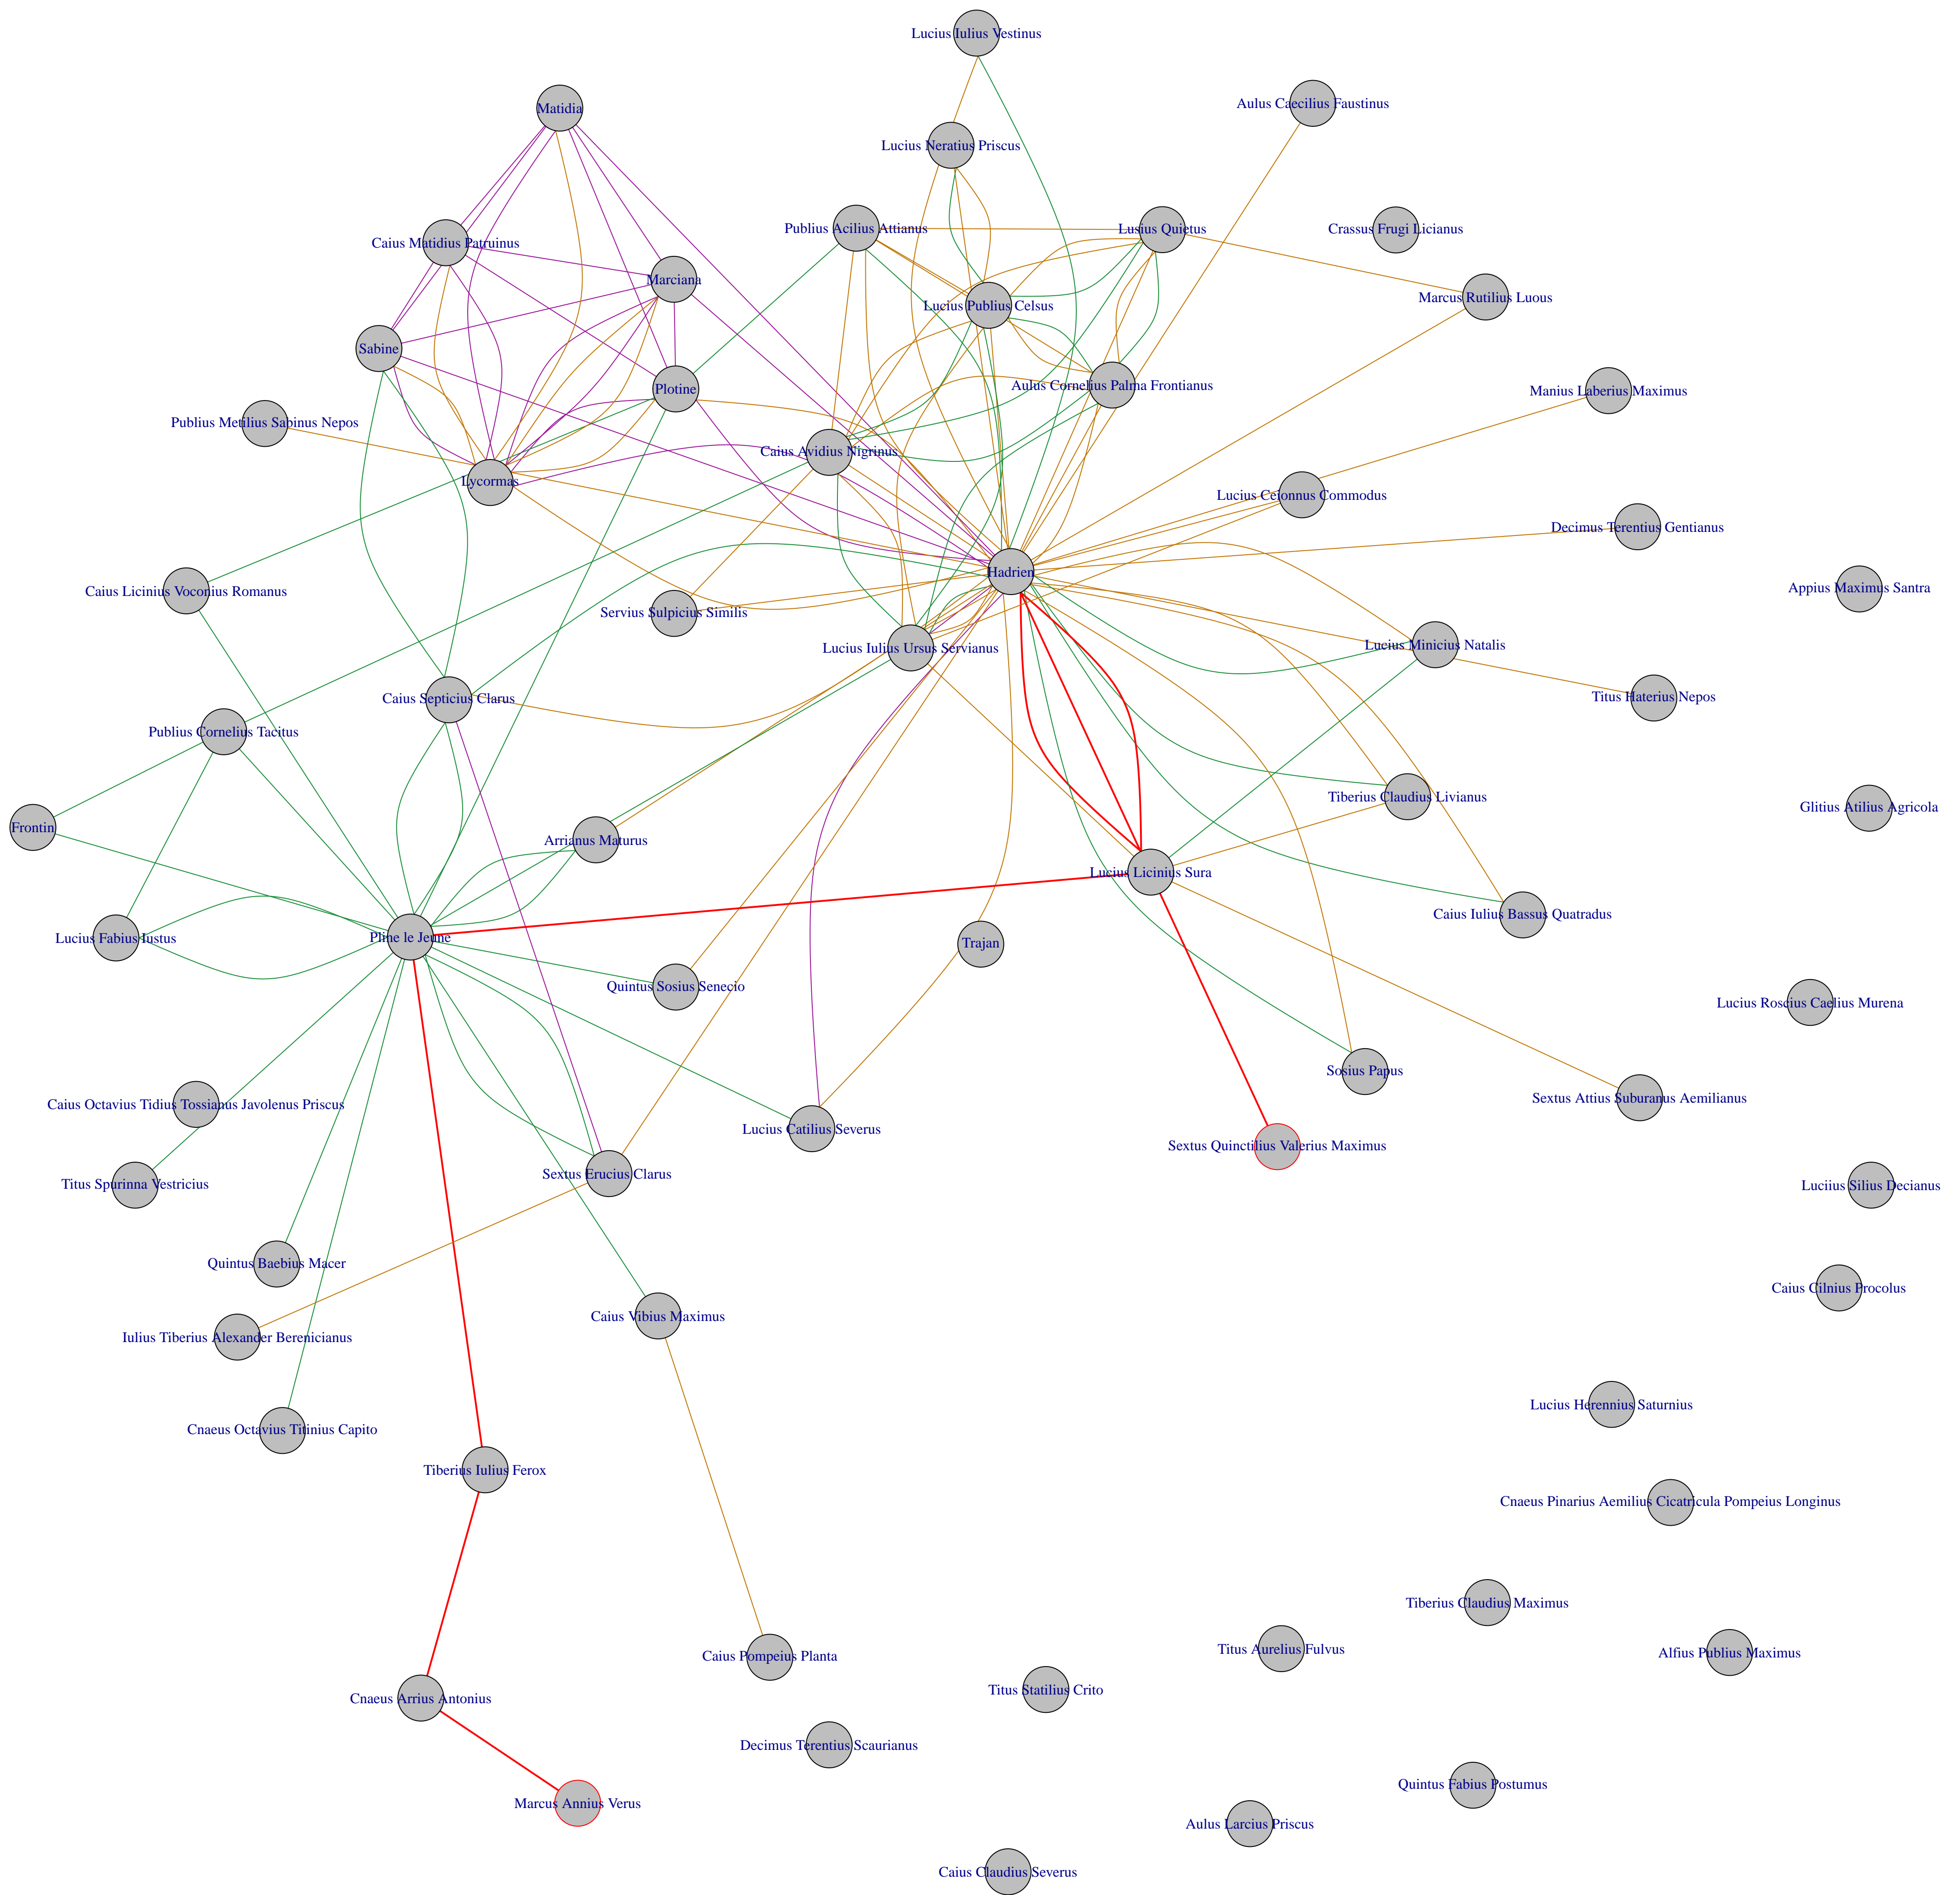 Lucius Iulius Vestinus
Aulus Caecilius Faustinus
Matidia
Lucius Neratius Priscus
Publius Acilius Attianus
Lusius Quietus
Crassus Frugi Licianus
Caius Matidius Patruinus
Marciana
Marcus Rutilius Luous
Lucius Publius Celsus
Sabine
Plotine
Aulus Cornelius Palma Frontianus
Manius Laberius Maximus
Publius Metilius Sabinus Nepos
Caius Avidius Nigrinus
Lycormas
Lucius Ceionnus Commodus
Decimus Terentius Gentianus
Hadrien
Caius Licinius Voconius Romanus
Appius Maximus Santra
Servius Sulpicius Similis
Lucius Iulius Ursus Servianus
Lucius Minicius Natalis
Caius Septicius Clarus
Titus Haterius Nepos
Publius Cornelius Tacitus
Tiberius Claudius Livianus
Glitius Atilius Agricola
Frontin
Arrianus Maturus
Lucius Licinius Sura
Caius Iulius Bassus Quatradus
Lucius Fabius Iustus
Pline le Jeune
Trajan
Quintus Sosius Senecio
Lucius Roscius Caelius Murena
Sosius Papus
Sextus Attius Suburanus Aemilianus
Caius Octavius Tidius Tossianus Javolenus Priscus
Lucius Catilius Severus
Sextus Quinctilius Valerius Maximus
Sextus Erucius Clarus
Titus Spurinna Vestricius
Luciius Silius Decianus
Quintus Baebius Macer
Caius Cilnius Procolus
Caius Vibius Maximus
Iulius Tiberius Alexander Berenicianus
Lucius Herennius Saturnius
Cnaeus Octavius Titinius Capito
Tiberius Iulius Ferox
Cnaeus Pinarius Aemilius Cicatricula Pompeius Longinus
Tiberius Claudius Maximus
Titus Aurelius Fulvus
Alfius Publius Maximus
Caius Pompeius Planta
Titus Statilius Crito
Cnaeus Arrius Antonius
Decimus Terentius Scaurianus
Quintus Fabius Postumus
Marcus Annius Verus
Aulus Larcius Priscus
Caius Claudius Severus